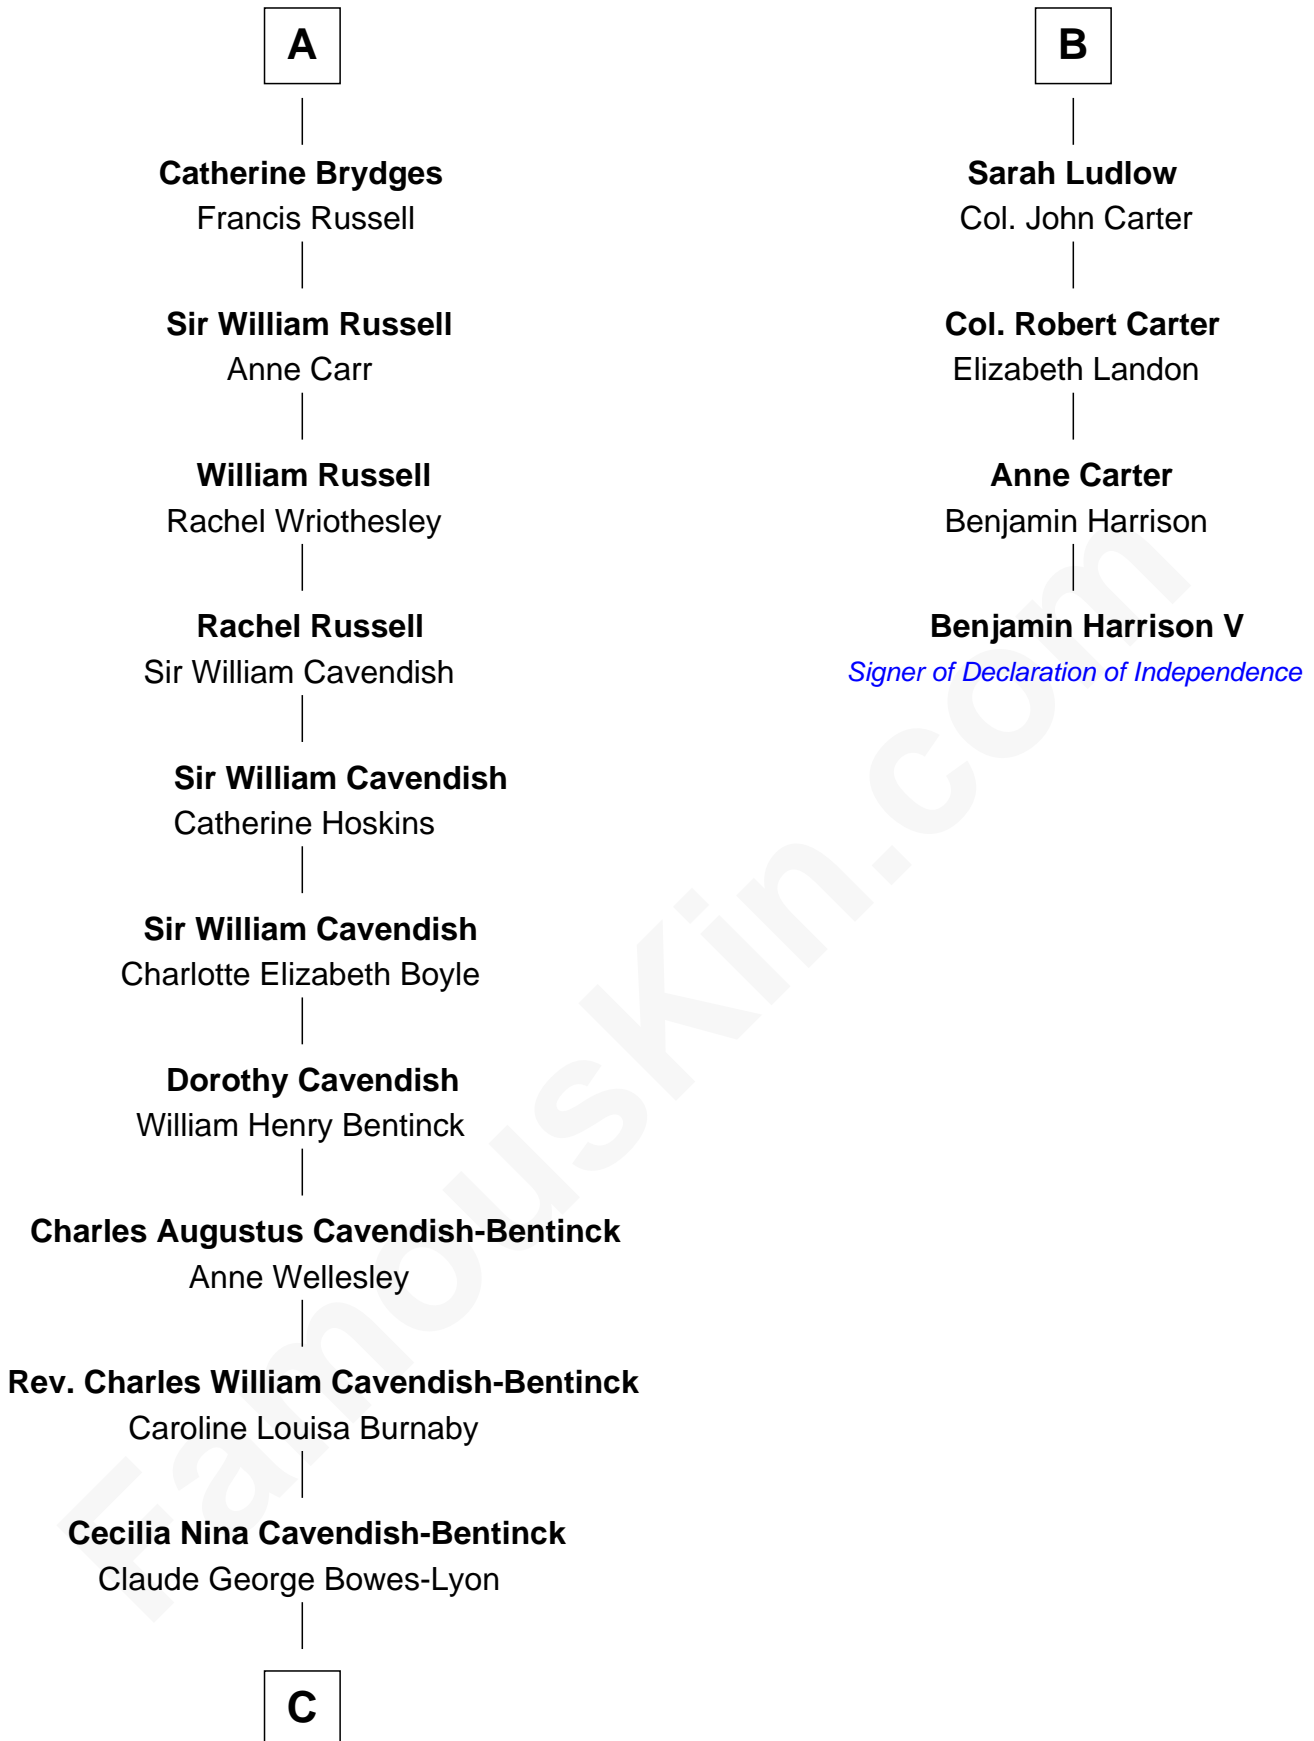 A
Catherine Brydges
Francis Russell
Sir William Russell
Anne Carr
William Russell
Rachel Wriothesley
Rachel Russell
Sir William Cavendish
Sir William Cavendish
Catherine Hoskins
Sir William Cavendish
Charlotte Elizabeth Boyle
Dorothy Cavendish
William Henry Bentinck
Charles Augustus Cavendish-Bentinck
Anne Wellesley
Rev. Charles William Cavendish-Bentinck
Caroline Louisa Burnaby
Cecilia Nina Cavendish-Bentinck
Claude George Bowes-Lyon
C
B
Sarah Ludlow
Col. John Carter
Col. Robert Carter
Elizabeth Landon
Anne Carter
Benjamin Harrison
Benjamin Harrison V
Signer of Declaration of Independence
FamousKin.com